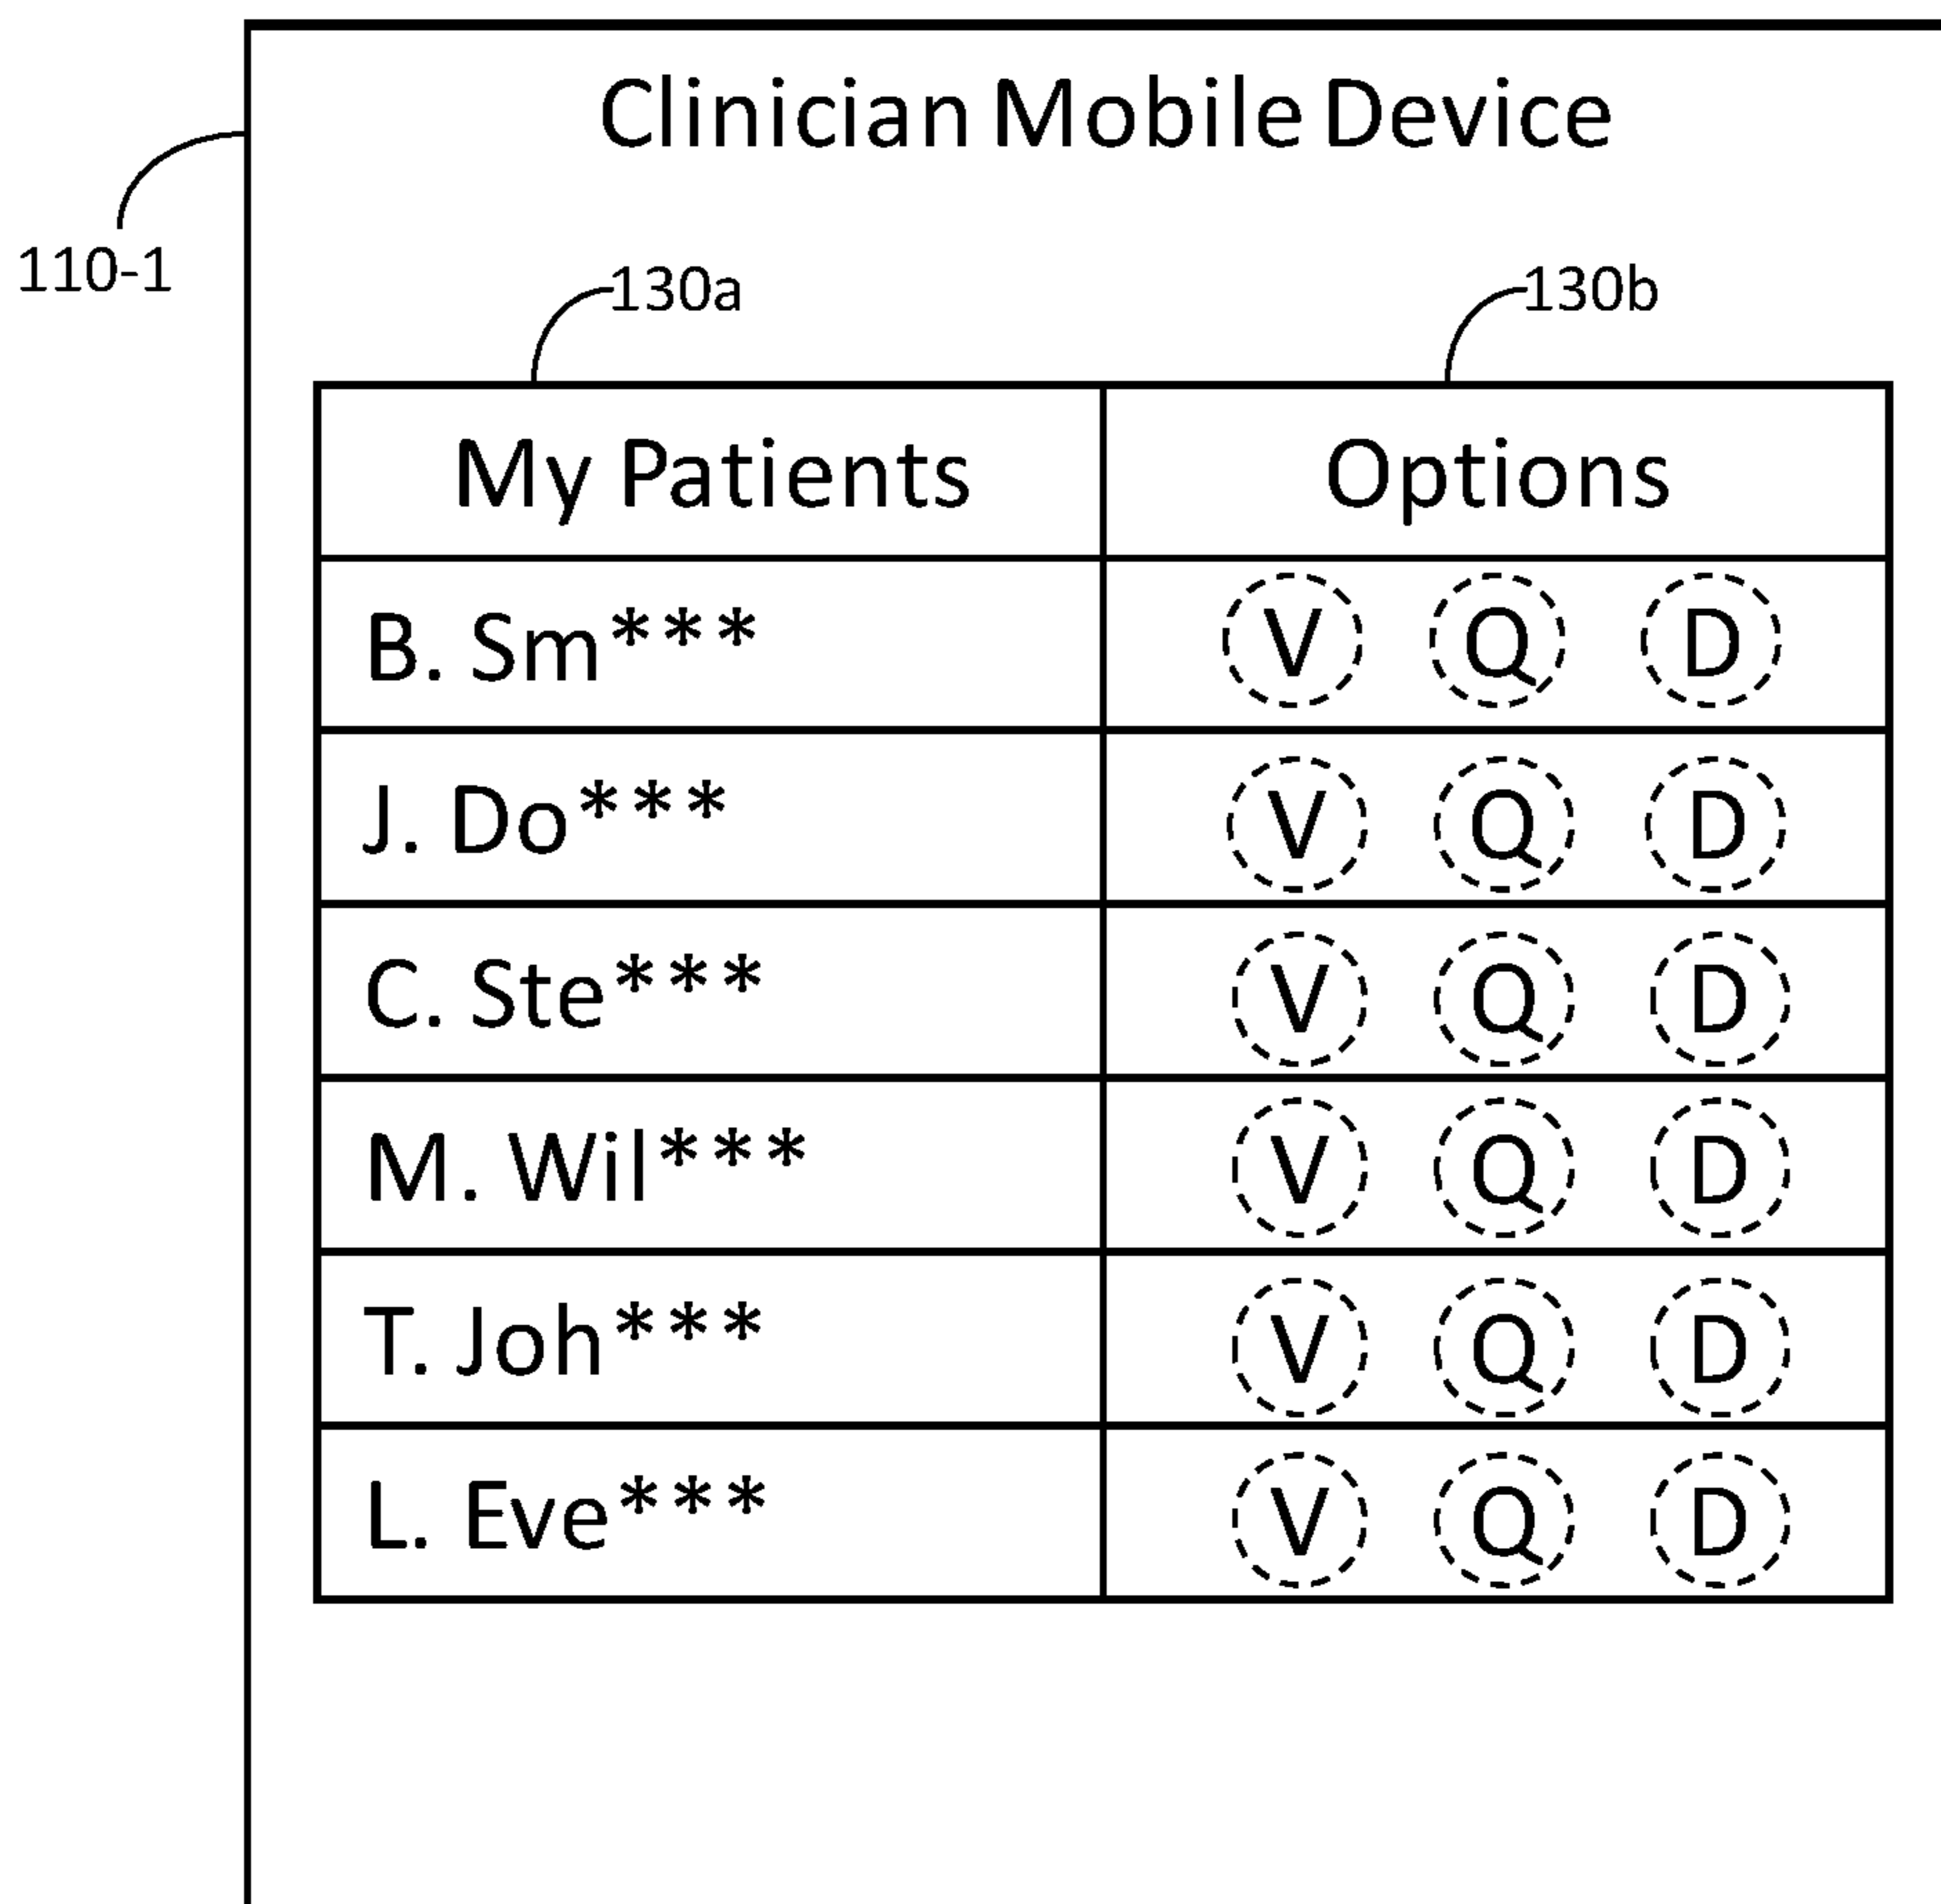 Clinician Mobile Device
110-1
130a 130b
My Patients Options
B. Sm*** V Q D
J. Do*** V Q D
C. Ste*** V Q D
M. Wil*** V Q D
T. Joh*** V Q D
L. Eve*** V Q D